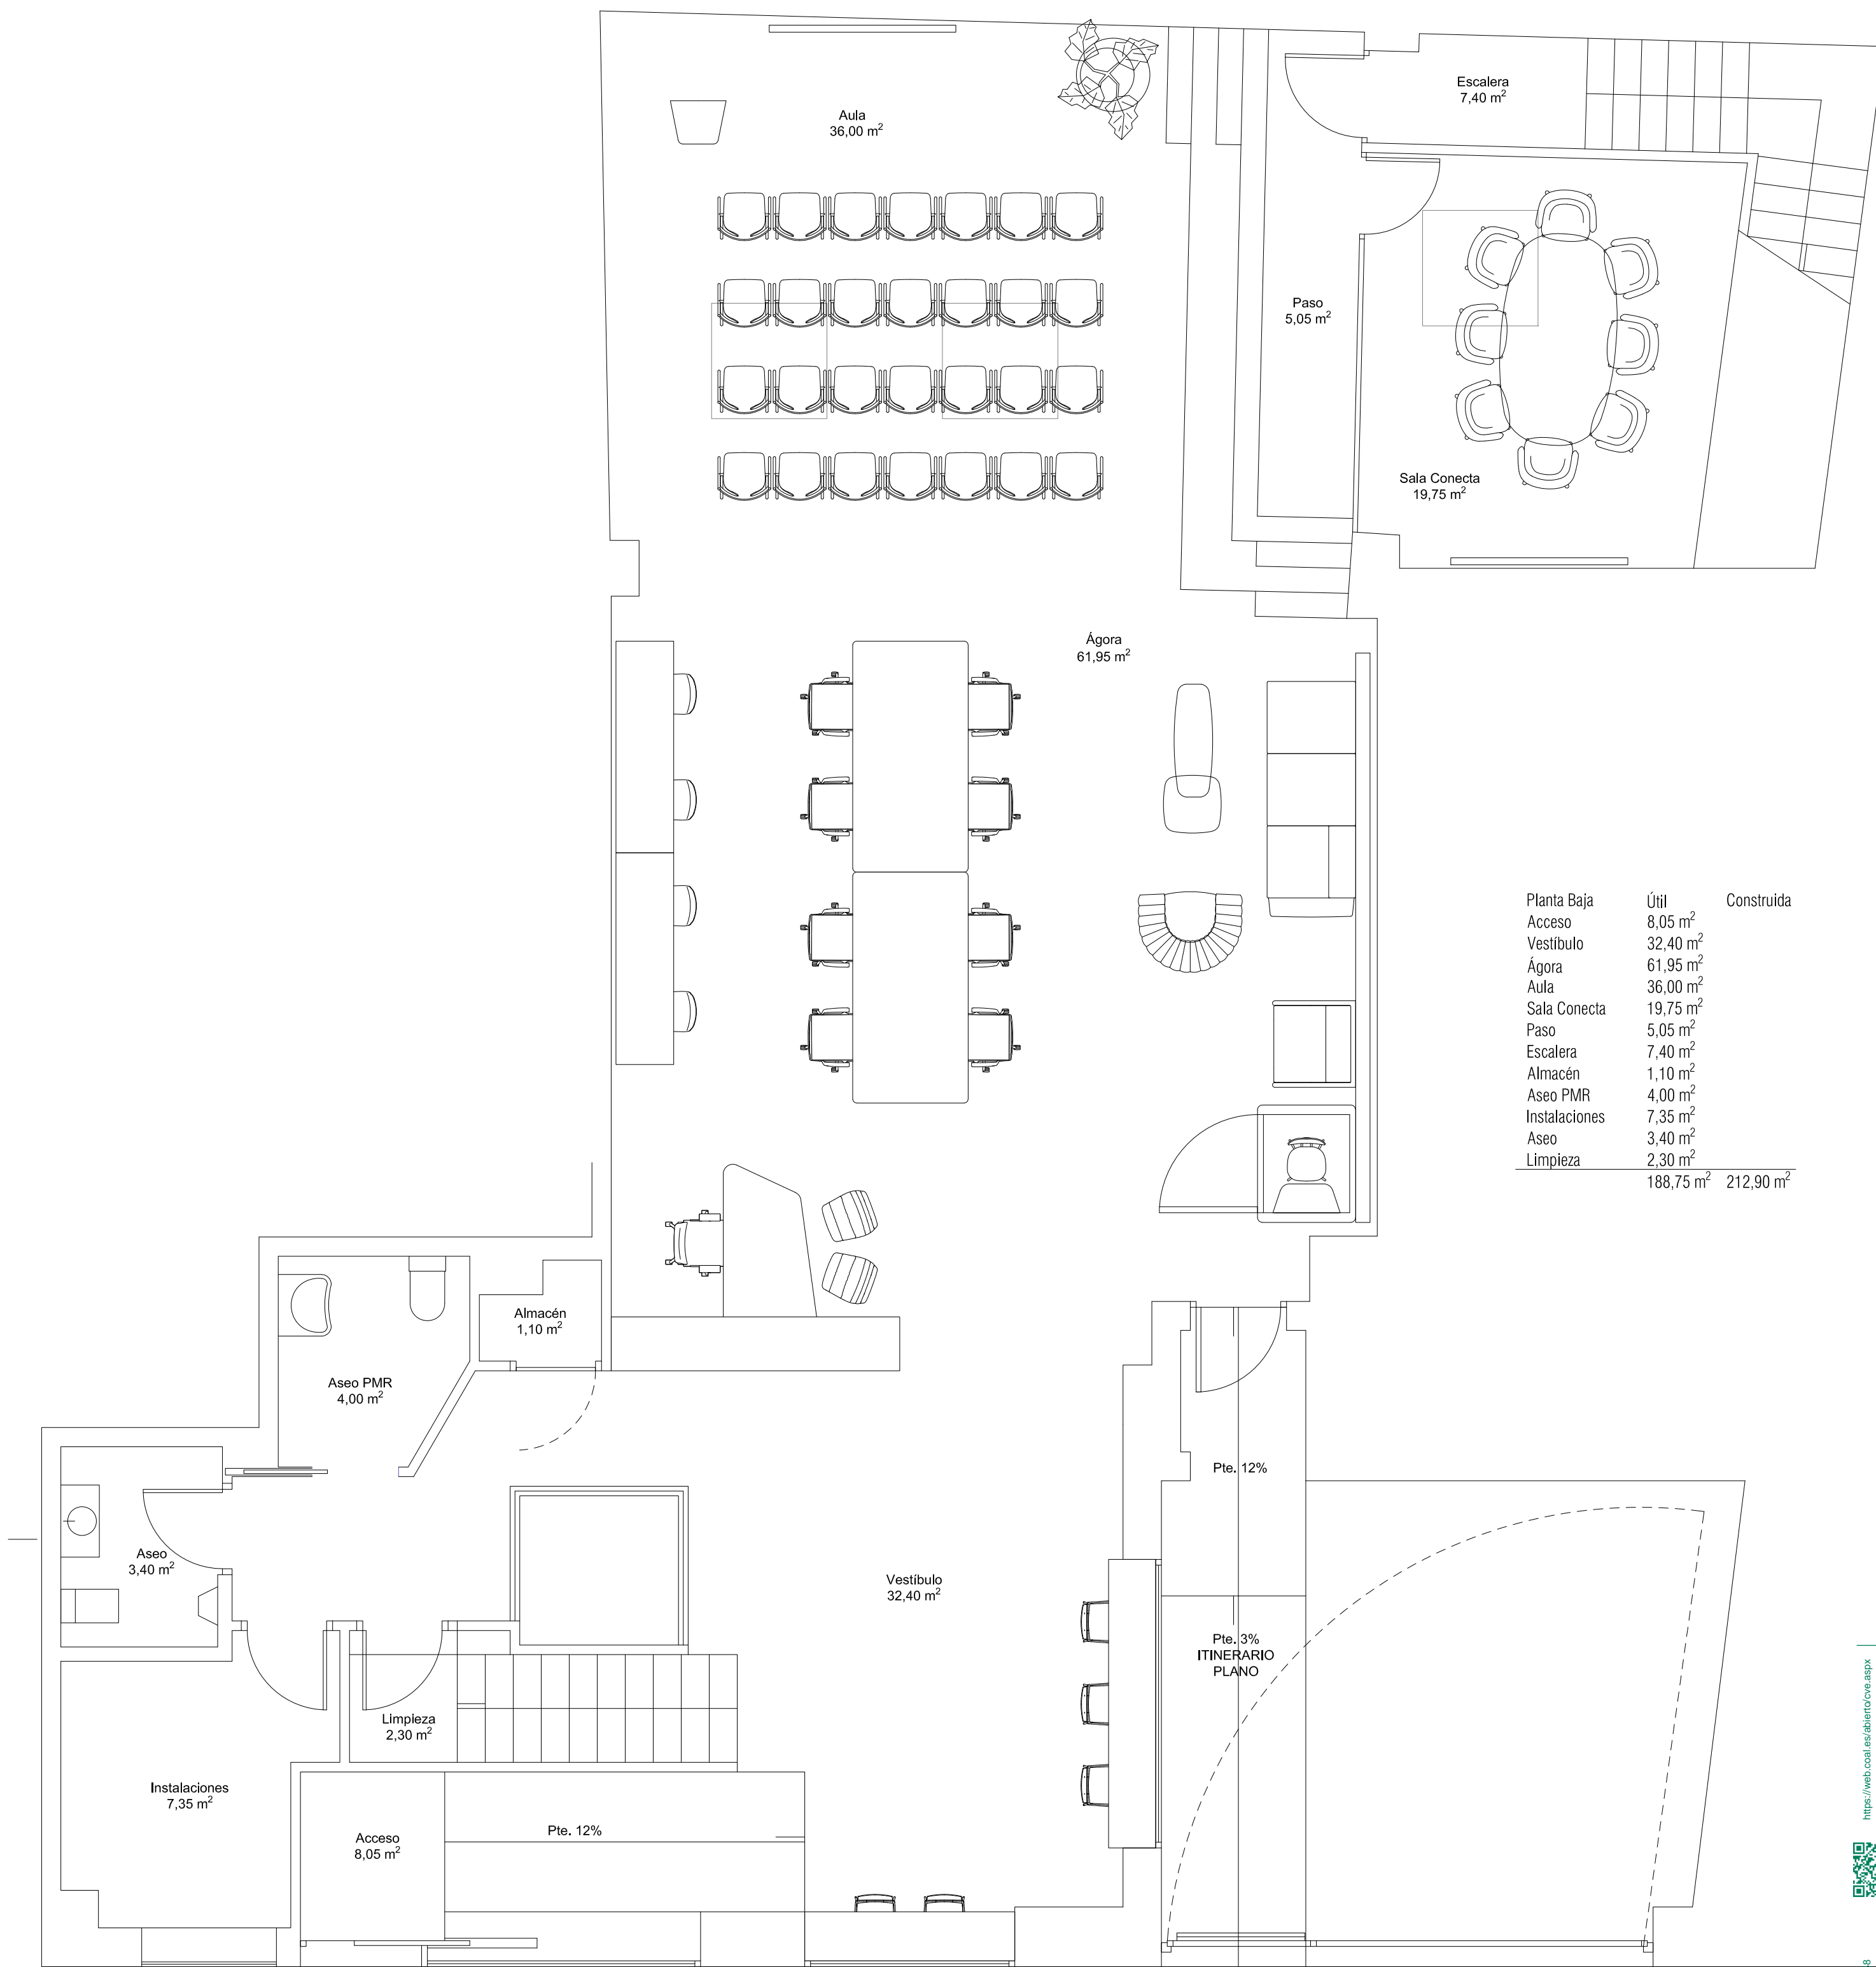 Escalera
7,40 m²
Aula
36,00 m²
Paso
5,05 m²
Sala Conecta
19,75 m²
Ágora
61,95 m²
Planta Baja Útil Construida
Acceso 8,05 m²
Vestíbulo 32,40 m²
Ágora 61,95 m²
Aula 36,00 m²
Sala Conecta 19,75 m²
Paso 5,05 m²
Escalera 7,40 m²
Almacén 1,10 m²
Aseo PMR 4,00 m²
Instalaciones 7,35 m²
Aseo 3,40 m²
Limpieza 2,30 m²
188,75 m² 212,90 m²
Almacén
1,10 m²
Aseo PMR
4,00 m²
Pte. 12%
Aseo
3,40 m²
Vestíbulo
32,40 m²
Pte. 3%
ITINERARIO
PLANO
Limpieza
2,30 m²
Instalaciones
7,35 m²
Pte. 12%
Acceso
8,05 m²
https://web.coal.es/abierto/cve.aspx